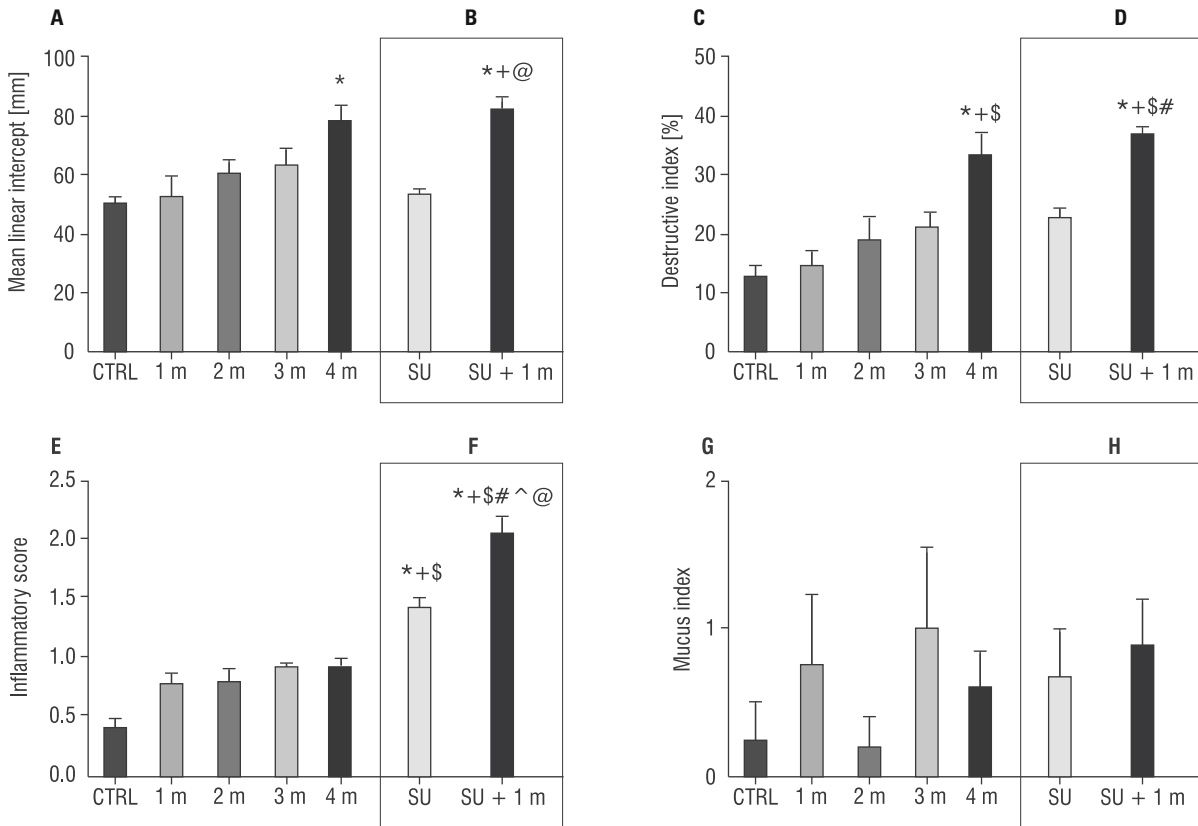 A
B
Mean linear intercept [mm]
100
80
60
40
20
0
*
*+@
CTRL 1 m 2 m 3 m 4 m SU SU + 1 m
C
D
Destructive index [%]
50
40
30
20
10
0
*+$
*+$#
CTRL 1 m 2 m 3 m 4 m SU SU + 1 m
E
F
Inflammatory score
2.5
2.0
1.5
1.0
0.5
0.0
*+$
*+$#^@
CTRL 1 m 2 m 3 m 4 m SU SU + 1 m
G
H
Mucus index
2
1
0
CTRL 1 m 2 m 3 m 4 m SU SU + 1 m